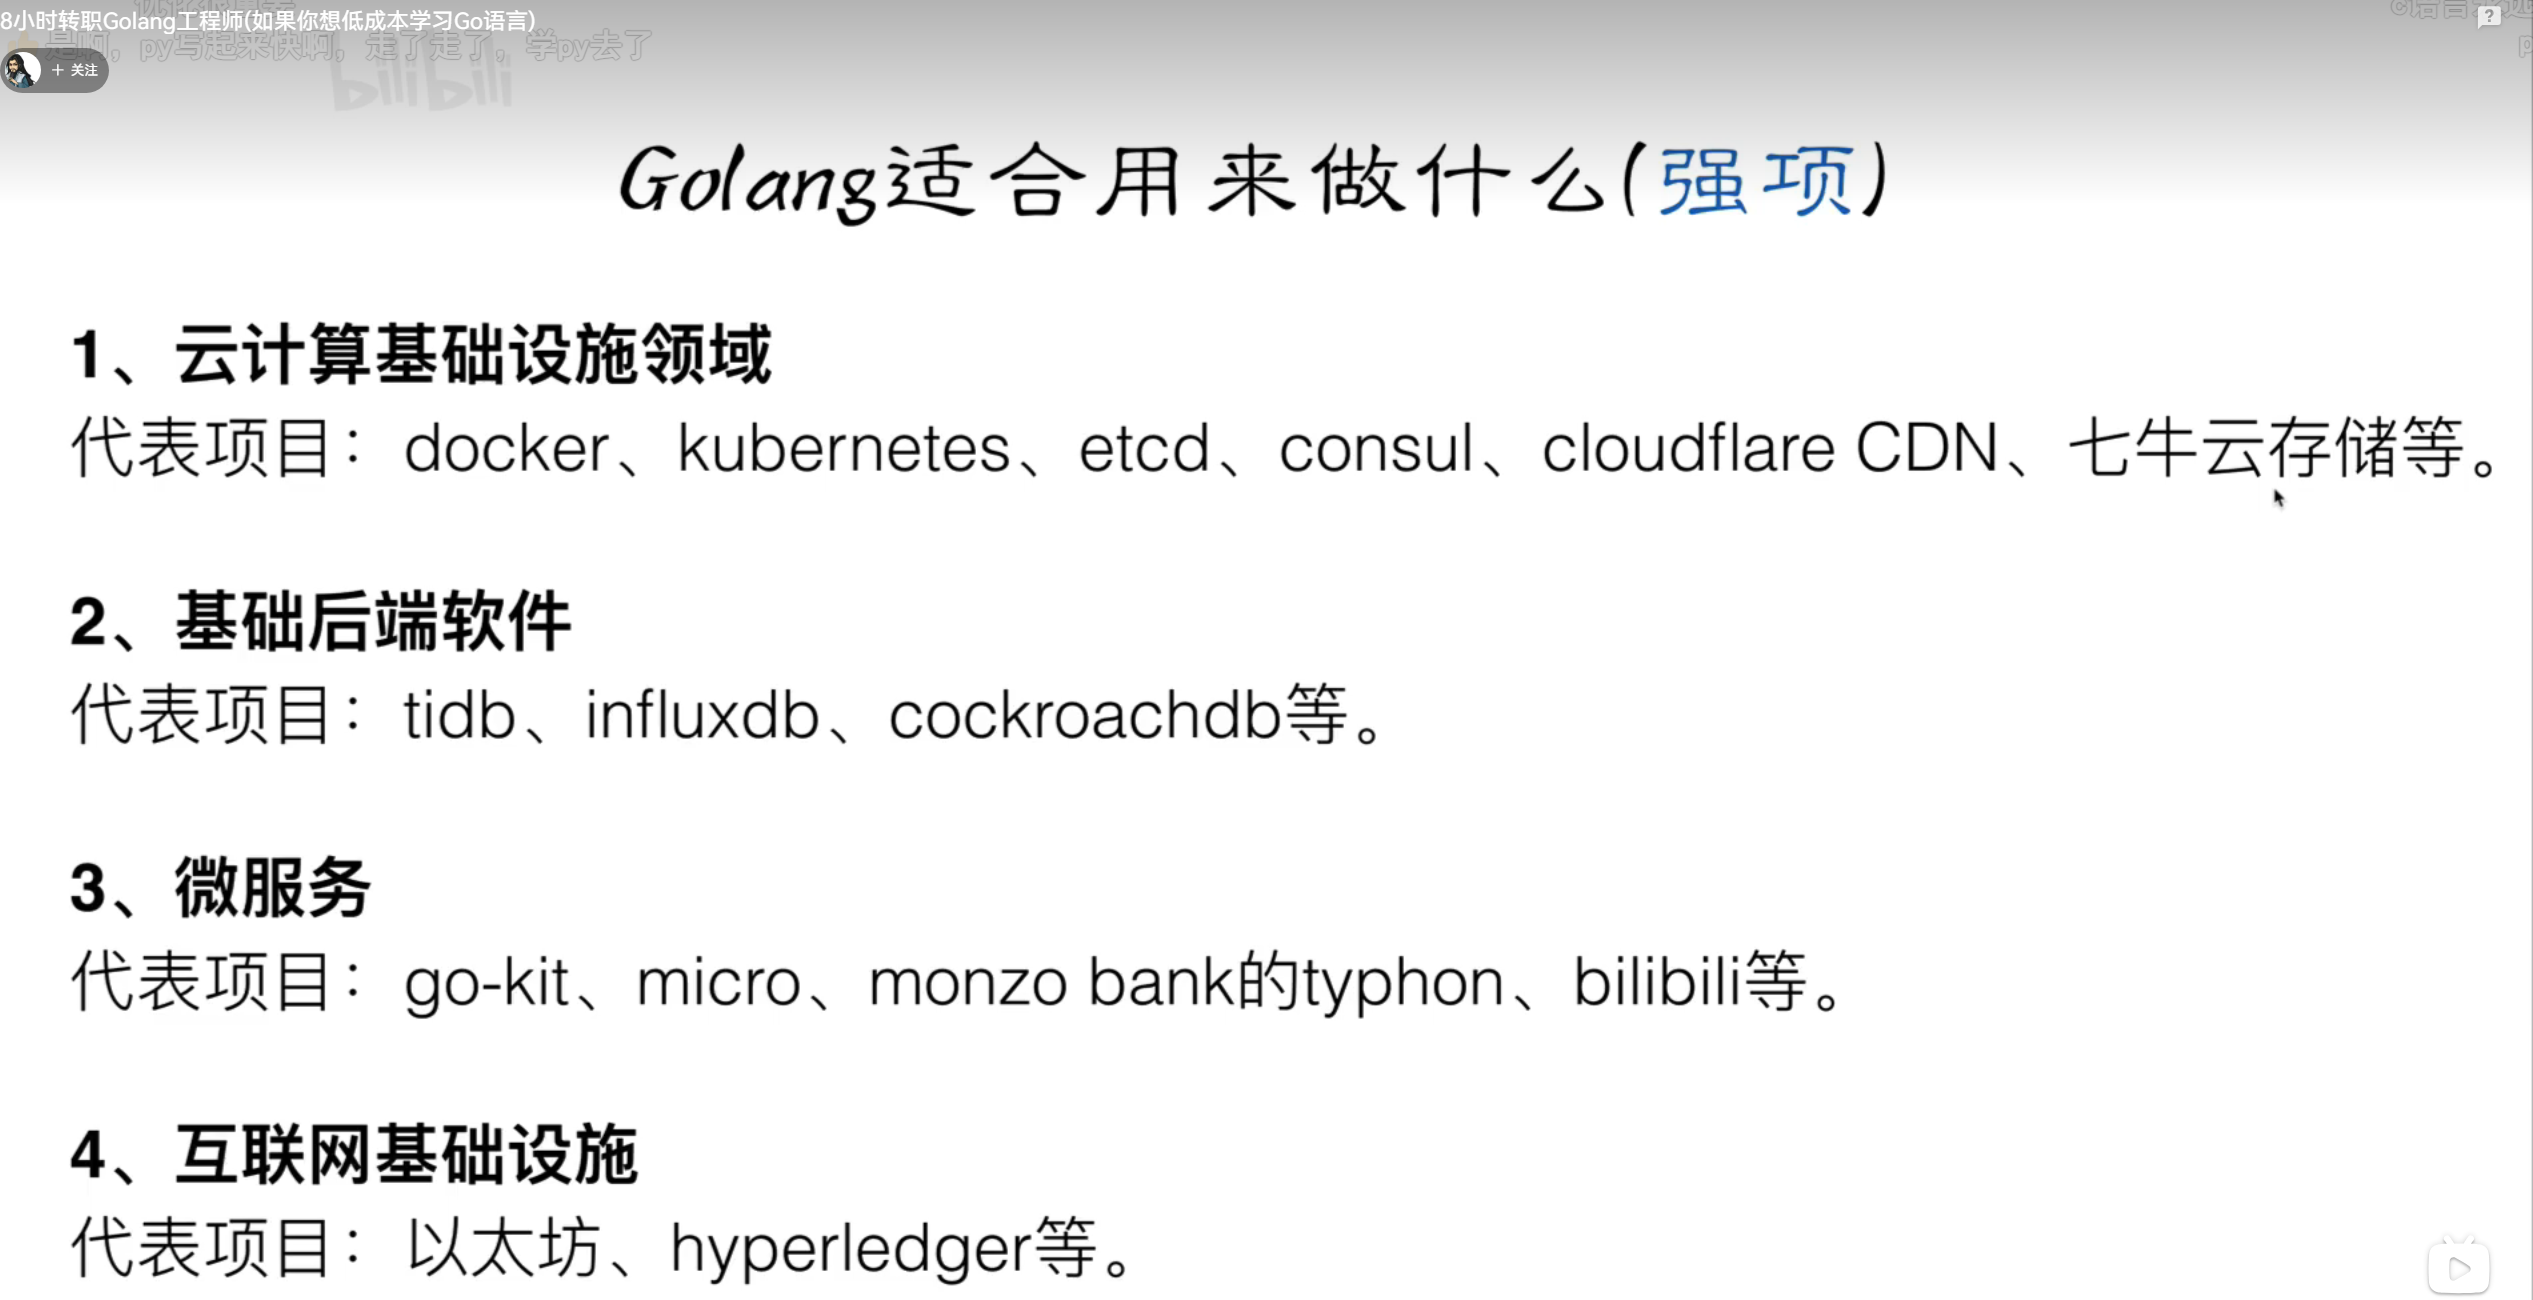 8小时转职Golang工程师(如果你想低成本学习Go语言)
是啊，py写起来快啊，走了走了，学py去了
+ 关注
bilibili
Golang适合用来做什么(强项)
1、云计算基础设施领域
代表项目：docker、kubernetes、etcd、consul、cloudflare CDN、七牛云存储等。
2、基础后端软件
代表项目：tidb、influxdb、cockroachdb等。
3、微服务
代表项目：go-kit、micro、monzo bank的typhon、bilibili等。
4、互联网基础设施
代表项目：以太坊、hyperledger等。